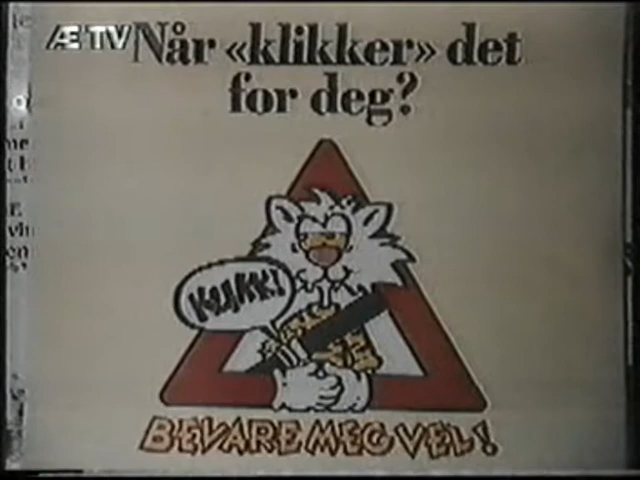 ÆTV
Når «klikker» det
for deg?
KLIKK!
BEVARE MEG VEL!